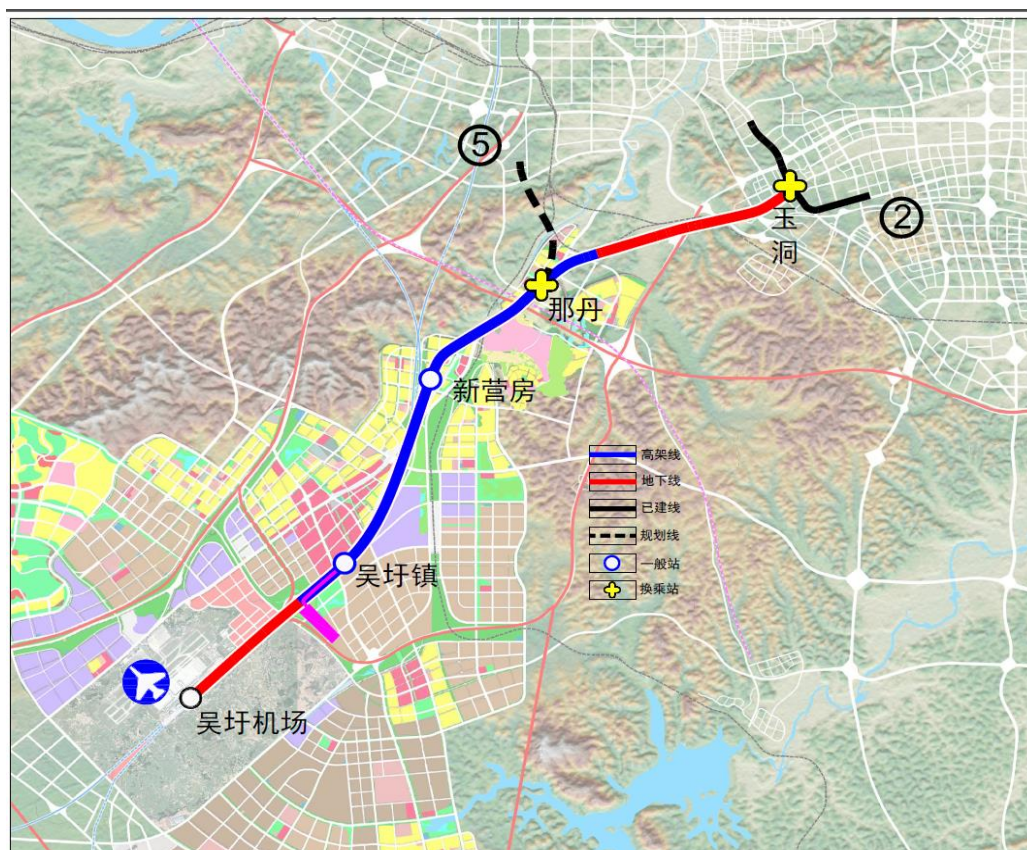 ⑤
②
玉
洞
那丹
新营房
高架线
地下线
已建线
规划线
一般站
换乘站
吴圩镇
吴圩机场